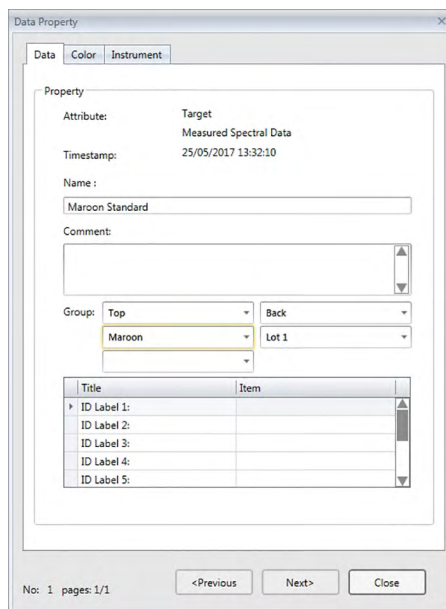 Data Property
Data Color Instrument
Property
Attribute: Target
Measured Spectral Data
Timestamp: 25/05/2017 13:32:10
Name :
Maroon Standard
Comment:
Group: Top Back
Maroon Lot 1
Title Item
ID Label 1:
ID Label 2:
ID Label 3:
ID Label 4:
ID Label 5:
No: 1 pages: 1/1 <Previous Next> Close